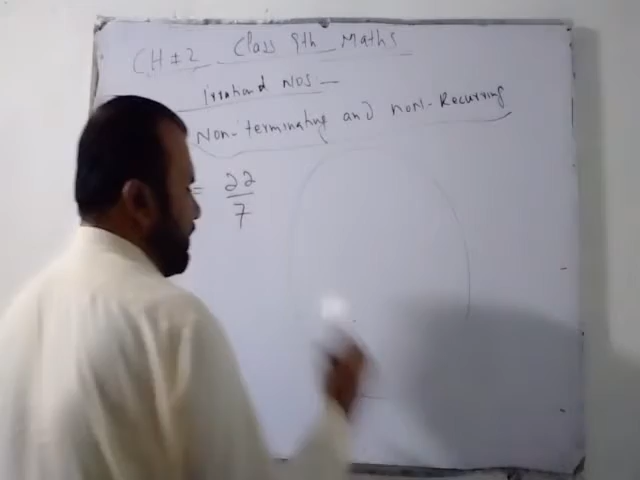 CH # 2 Class 9th Maths
Irrational NOS —
Non-terminating and noN-Recurring
= 22/7